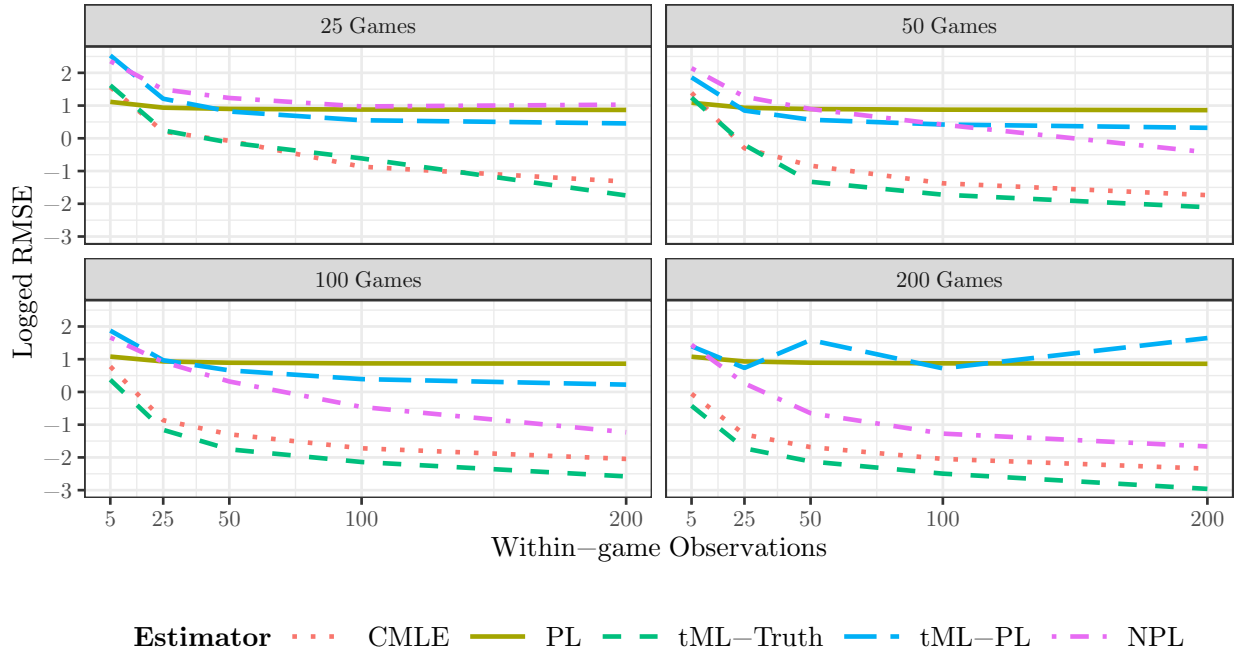 25 Games
50 Games
2
1
0
−1
−2
−3
100 Games
200 Games
2
1
0
−1
−2
−3
Logged RMSE
5 25 50 100 200
5 25 50 100 200
Within−game Observations
Estimator CMLE PL tML−Truth tML−PL NPL